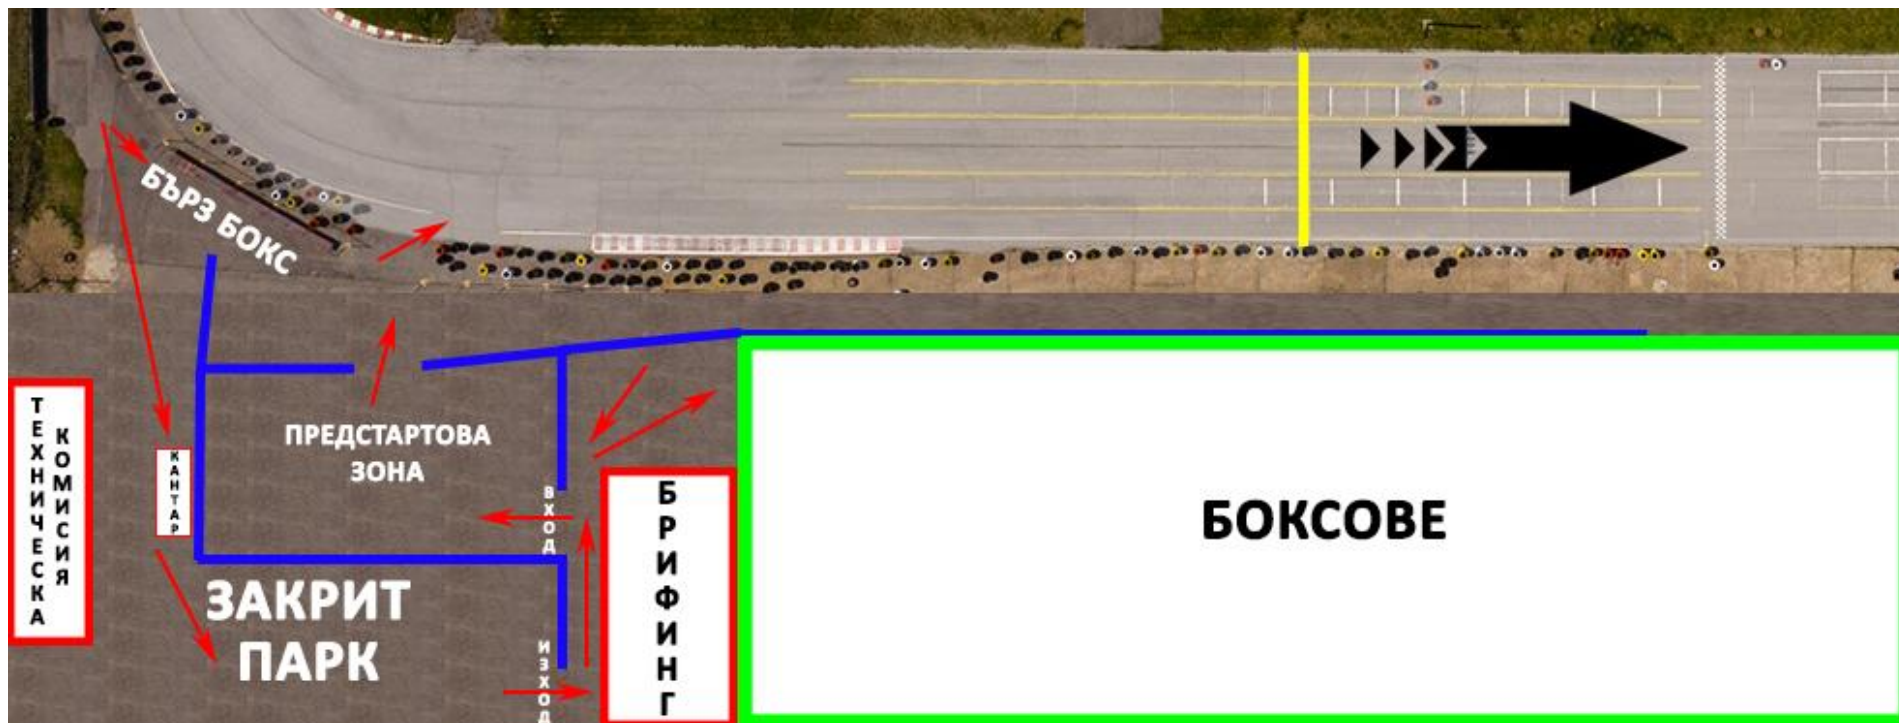 БЪРЗ БОКС
ТЕХНИЧЕСКА
КОМИСИЯ
КАНТАР
ПРЕДСТАРТОВА
ЗОНА
ВХОД
ЗАКРИТ
ПАРК
ИЗХОД
БРИФИНГ
БОКСОВЕ